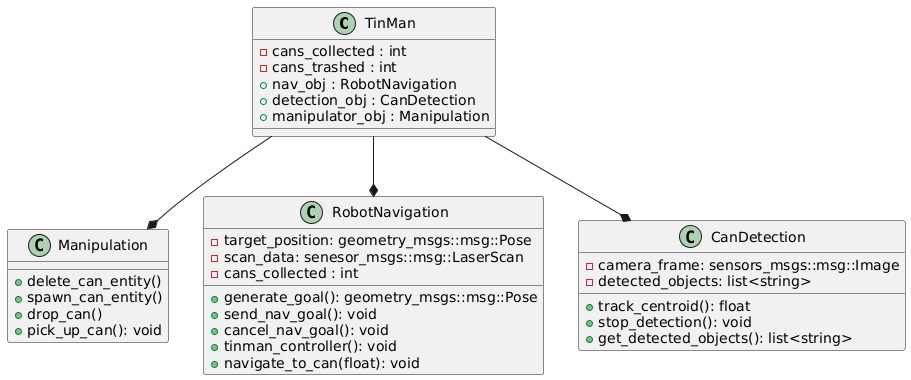 C TinMan
cans_collected : int
cans_trashed : int
nav_obj : RobotNavigation
detection_obj : CanDetection
manipulator_obj : Manipulation
C Manipulation
delete_can_entity()
spawn_can_entity()
drop_can()
pick_up_can(): void
C RobotNavigation
target_position: geometry_msgs::msg::Pose
scan_data: senesor_msgs::msg::LaserScan
cans_collected : int
generate_goal(): geometry_msgs::msg::Pose
send_nav_goal(): void
cancel_nav_goal(): void
tinman_controller(): void
navigate_to_can(float): void
C CanDetection
camera_frame: sensors_msgs::msg::Image
detected_objects: list<string>
track_centroid(): float
stop_detection(): void
get_detected_objects(): list<string>